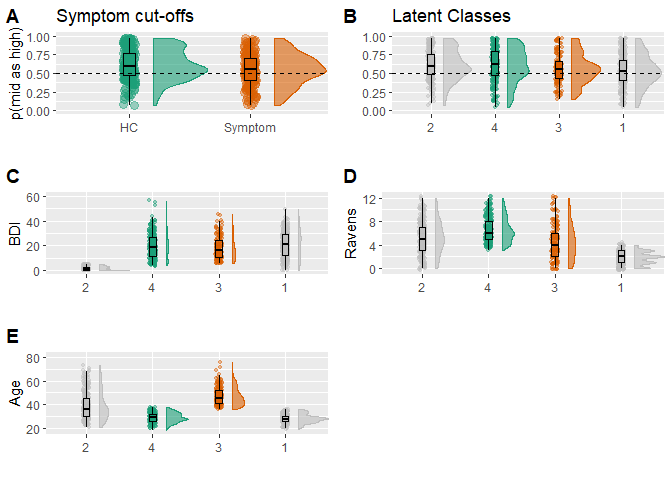 A Symptom cut-offs
p(mid as high)
1.00
0.75
0.50
0.25
0.00
HC Symptom
B Latent Classes
1.00
0.75
0.50
0.25
0.00
2 4 3 1
C
BDI
60
40
20
0
2 4 3 1
D
Ravens
12
8
4
0
2 4 3 1
E
Age
80
60
40
20
2 4 3 1